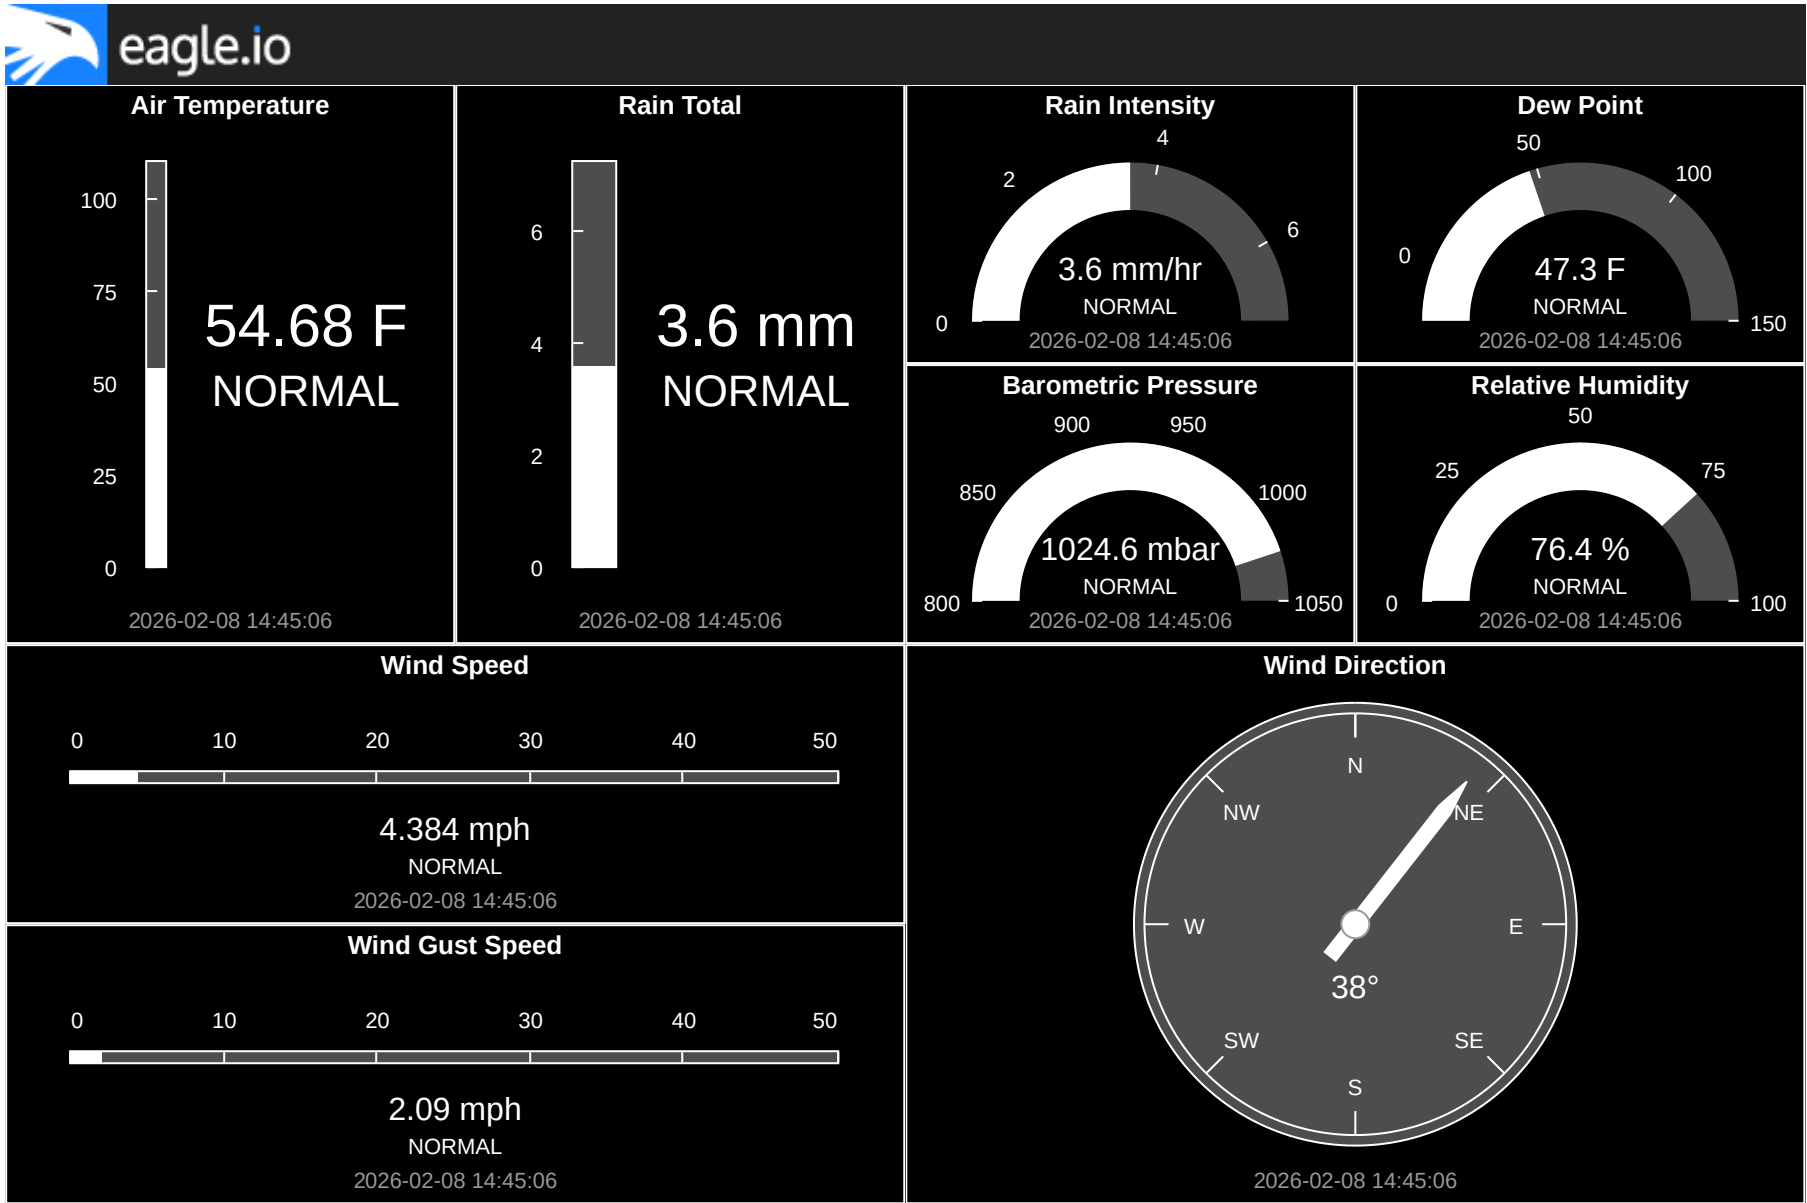 eagle.io
Air Temperature
100
75
50
25
0
54.68 F
NORMAL
2026-02-08 14:45:06
Rain Total
6
4
2
0
3.6 mm
NORMAL
2026-02-08 14:45:06
Rain Intensity
0
2
4
6
3.6 mm/hr
NORMAL
2026-02-08 14:45:06
Dew Point
0
50
100
150
47.3 F
NORMAL
2026-02-08 14:45:06
Barometric Pressure
800
850
900
950
1000
1050
1024.6 mbar
NORMAL
2026-02-08 14:45:06
Relative Humidity
0
25
50
75
100
76.4 %
NORMAL
2026-02-08 14:45:06
Wind Speed
0 10 20 30 40 50
4.384 mph
NORMAL
2026-02-08 14:45:06
Wind Gust Speed
0 10 20 30 40 50
2.09 mph
NORMAL
2026-02-08 14:45:06
Wind Direction
N
NW NE
W E
38°
SW SE
S
2026-02-08 14:45:06